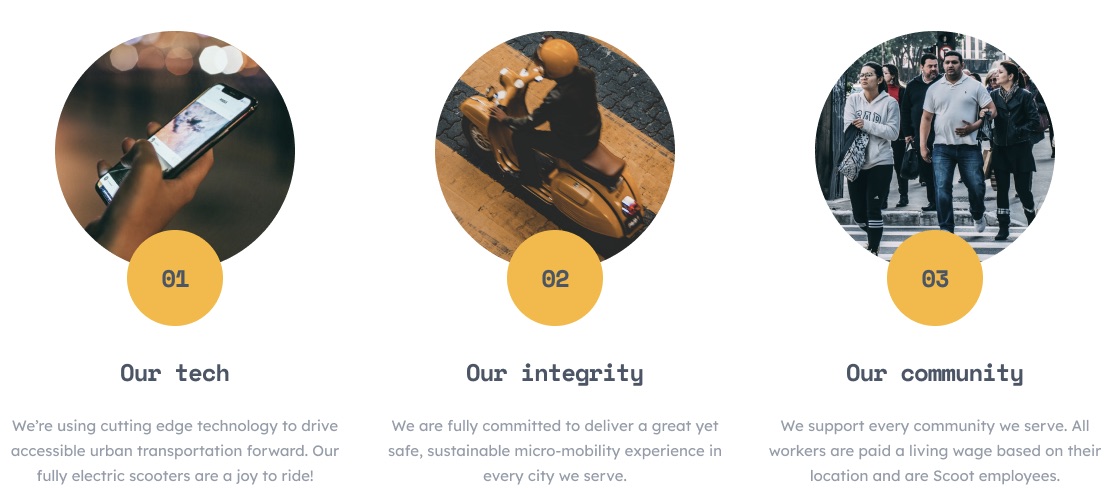 01
02
03
Our tech
Our integrity
Our community
We’re using cutting edge technology to drive
accessible urban transportation forward. Our
fully electric scooters are a joy to ride!
We are fully committed to deliver a great yet
safe, sustainable micro-mobility experience in
every city we serve.
We support every community we serve. All
workers are paid a living wage based on their
location and are Scoot employees.